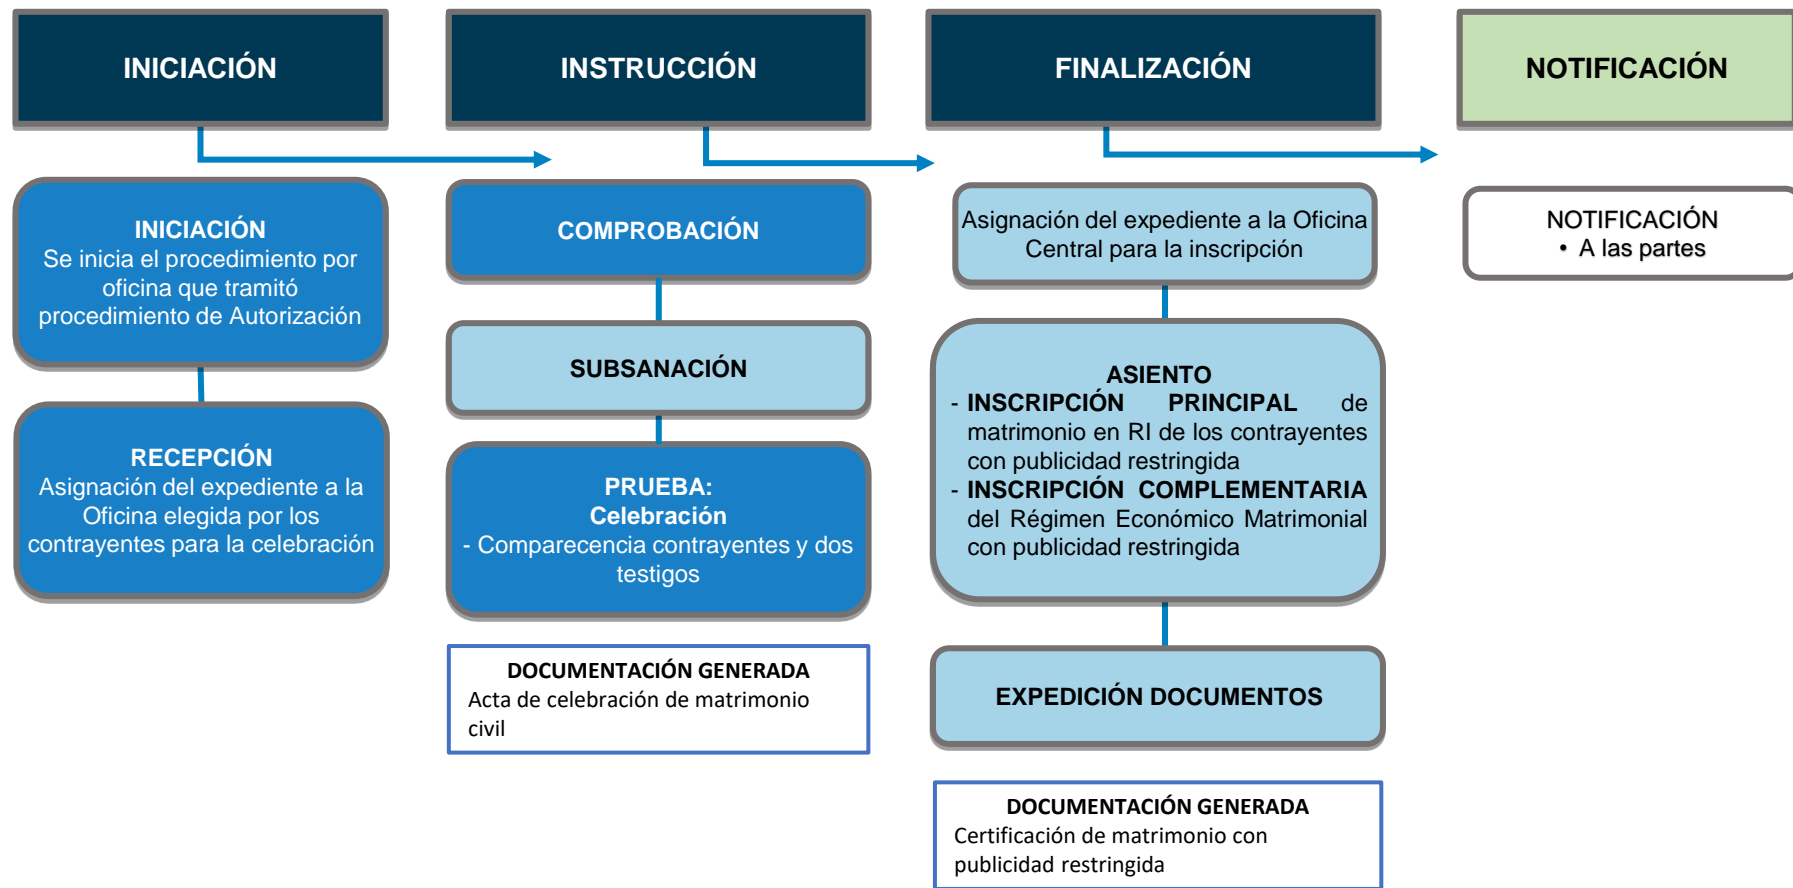 INICIACIÓN
INSTRUCCIÓN
FINALIZACIÓN
NOTIFICACIÓN
INICIACIÓN
Se inicia el procedimiento por
oficina que tramitó
procedimiento de Autorización
RECEPCIÓN
Asignación del expediente a la
Oficina elegida por los
contrayentes para la celebración
COMPROBACIÓN
SUBSANACIÓN
PRUEBA:
Celebración
- Comparecencia contrayentes y dos
testigos
DOCUMENTACIÓN GENERADA
Acta de celebración de matrimonio
civil
Asignación del expediente a la Oficina
Central para la inscripción
ASIENTO
- INSCRIPCIÓN PRINCIPAL de
matrimonio en RI de los contrayentes
con publicidad restringida
- INSCRIPCIÓN COMPLEMENTARIA
del Régimen Económico Matrimonial
con publicidad restringida
EXPEDICIÓN DOCUMENTOS
DOCUMENTACIÓN GENERADA
Certificación de matrimonio con
publicidad restringida
NOTIFICACIÓN
• A las partes